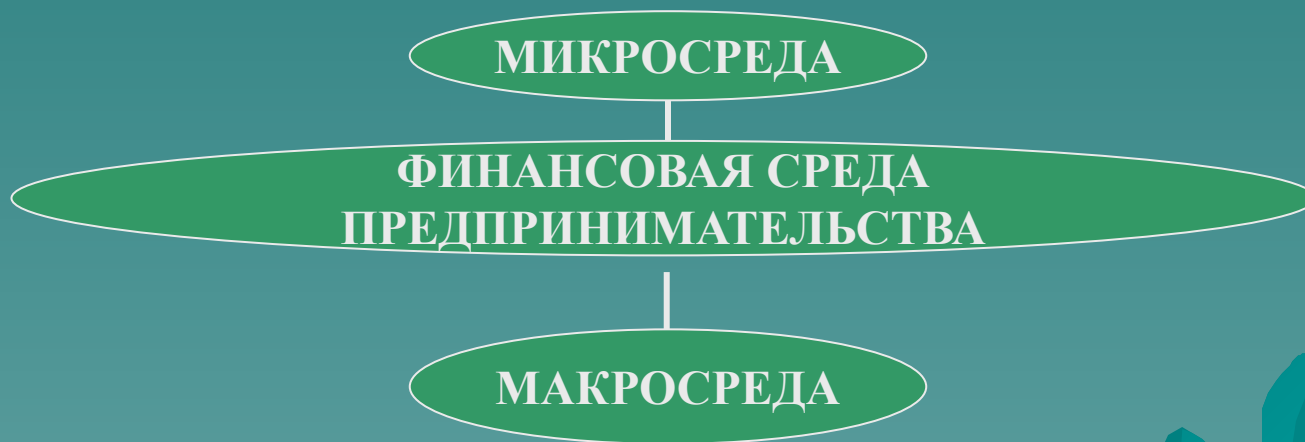 МИКРОСРЕДА
ФИНАНСОВАЯ СРЕДА
ПРЕДПРИНИМАТЕЛЬСТВА
МАКРОСРЕДА